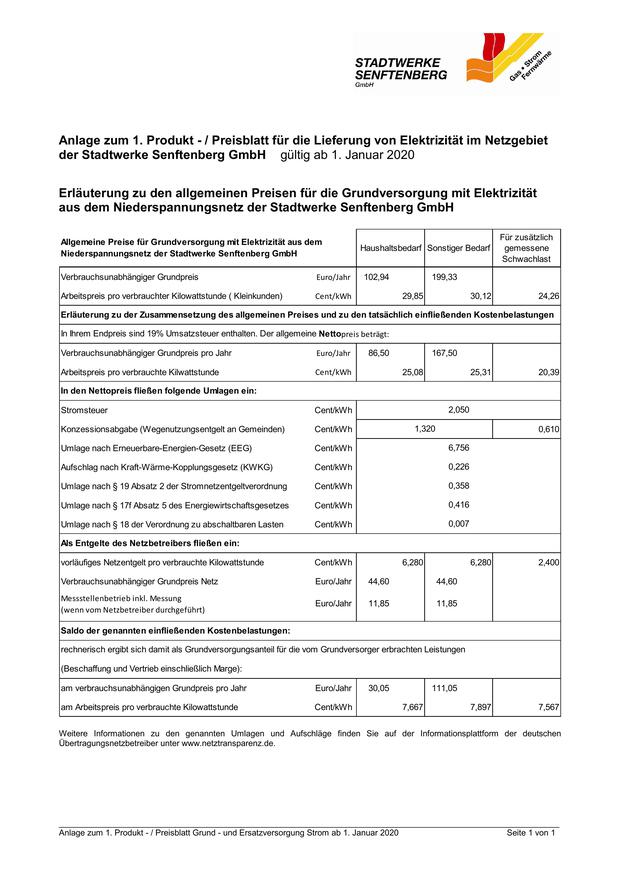 STADTWERKE
SENFTENBERG
GmbH
Gas • Strom
Fernwärme
Anlage zum 1. Produkt - / Preisblatt für die Lieferung von Elektrizität im Netzgebiet
der Stadtwerke Senftenberg GmbH gültig ab 1. Januar 2020
Erläuterung zu den allgemeinen Preisen für die Grundversorgung mit Elektrizität
aus dem Niederspannungsnetz der Stadtwerke Senftenberg GmbH
Allgemeine Preise für Grundversorgung mit Elektrizität aus dem
Niederspannungsnetz der Stadtwerke Senftenberg GmbH
Haushaltsbedarf
Sonstiger Bedarf
Für zusätzlich
gemessene
Schwachlast
Verbrauchsunabhängiger Grundpreis Euro/Jahr 102,94 199,33
Arbeitspreis pro verbrauchter Kilowattstunde ( Kleinkunden) Cent/kWh 29,85 30,12 24,26
Erläuterung zu der Zusammensetzung des allgemeinen Preises und zu den tatsächlich einfließenden Kostenbelastungen
In Ihrem Endpreis sind 19% Umsatzsteuer enthalten. Der allgemeine Nettopreis beträgt:
Verbrauchsunabhängiger Grundpreis pro Jahr Euro/Jahr 86,50 167,50
Arbeitspreis pro verbrauchte Kilwattstunde Cent/kWh 25,08 25,31 20,39
In den Nettopreis fließen folgende Umlagen ein:
Stromsteuer Cent/kWh 2,050
Konzessionsabgabe (Wegenutzungsentgelt an Gemeinden) Cent/kWh 1,320 0,610
Umlage nach Erneuerbare-Energien-Gesetz (EEG) Cent/kWh 6,756
Aufschlag nach Kraft-Wärme-Kopplungsgesetz (KWKG) Cent/kWh 0,226
Umlage nach § 19 Absatz 2 der Stromnetzentgeltverordnung Cent/kWh 0,358
Umlage nach § 17f Absatz 5 des Energiewirtschaftsgesetzes Cent/kWh 0,416
Umlage nach § 18 der Verordnung zu abschaltbaren Lasten Cent/kWh 0,007
Als Entgelte des Netzbetreibers fließen ein:
vorläufiges Netzentgelt pro verbrauchte Kilowattstunde Cent/kWh 6,280 6,280 2,400
Verbrauchsunabhängiger Grundpreis Netz Euro/Jahr 44,60 44,60
Messstellenbetrieb inkl. Messung
(wenn vom Netzbetreiber durchgeführt) Euro/Jahr 11,85 11,85
Saldo der genannten einfließenden Kostenbelastungen:
rechnerisch ergibt sich damit als Grundversorgungsanteil für die vom Grundversorger erbrachten Leistungen
(Beschaffung und Vertrieb einschließlich Marge):
am verbrauchsunabhängigen Grundpreis pro Jahr Euro/Jahr 30,05 111,05
am Arbeitspreis pro verbrauchte Kilowattstunde Cent/kWh 7,667 7,897 7,567
Weitere Informationen zu den genannten Umlagen und Aufschläge finden Sie auf der Informationsplattform der deutschen
Übertragungsnetzbetreiber unter www.netztransparenz.de.
Anlage zum 1. Produkt - / Preisblatt Grund - und Ersatzversorgung Strom ab 1. Januar 2020 Seite 1 von 1